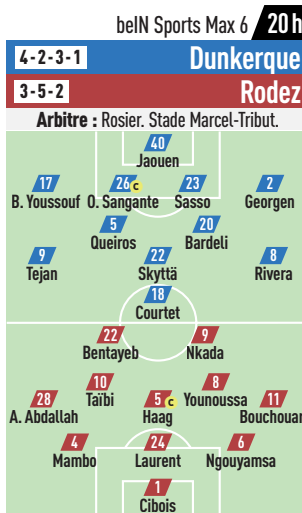 beIN Sports Max 6 20 h
4-2-3-1 Dunkerque
3-5-2 Rodez
Arbitre : Rosier. Stade Marcel-Tribut.
40
Jaouen
17 26 c 23 2
B. Youssouf O. Sangante Sasso Georgen
5 20
Queiros Bardeli
9 22 8
Tejan Skyttä Rivera
18
Courtet
22 9
Bentayeb Nkada
28 10 5 c 8 11
A. Abdallah Taïbi Haag Younoussa Bouchouari
4 24 6
Mambo Laurent Ngouyamsa
1
Cibois